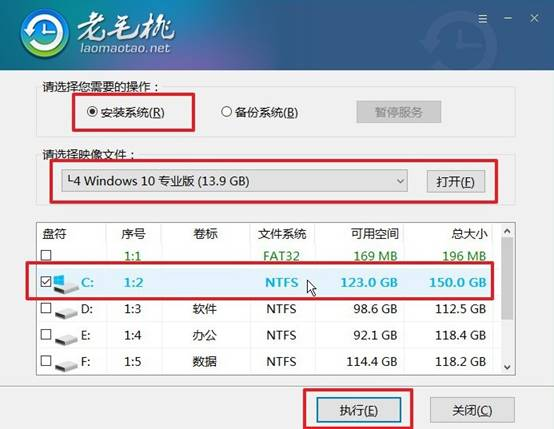 老毛桃
laomaotao.net
请选择您需要的操作:
安装系统(R) 备份系统(B) 暂停服务
请选择映像文件:
└4 Windows 10 专业版 (13.9 GB) 打开(F)
盘符 序号 卷标 文件系统 可用空间 总大小
1:1 FAT32 169 MB 196 MB
C: 1:2 NTFS 123.0 GB 150.0 GB
D: 1:3 软件 NTFS 98.6 GB 112.5 GB
E: 1:4 办公 NTFS 92.1 GB 118.4 GB
F: 1:5 数据 NTFS 114.4 GB 118.2 GB
执行(E) 关闭(C)